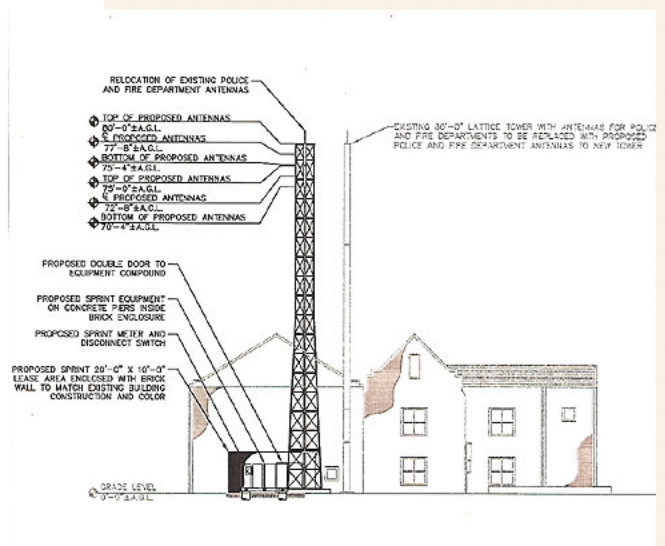 RELOCATION OF EXISTING POLICE
AND FIRE DEPARTMENT ANTENNAS
TOP OF PROPOSED ANTENNAS
80'-0"±A.G.L.
℄ PROPOSED ANTENNAS
77'-8"±A.G.L.
BOTTOM OF PROPOSED ANTENNAS
75'-4"±A.G.L.
TOP OF PROPOSED ANTENNAS
75'-0"±A.G.L.
℄ PROPOSED ANTENNAS
72'-8"±A.G.L.
BOTTOM OF PROPOSED ANTENNAS
70'-4"±A.G.L.
EXISTING 80'-0" LATTICE TOWER WITH ANTENNAS FOR POLIC
AND FIRE DEPARTMENTS TO BE REPLACED WITH PROPOSED
POLICE AND FIRE DEPARTMENT ANTENNAS TO NEW TOWER
PROPOSED DOUBLE DOOR TO
EQUIPMENT COMPOUND
PROPOSED SPRINT EQUIPMENT
ON CONCRETE PIERS INSIDE
BRICK ENCLOSURE
PROPOSED SPRINT METER AND
DISCONNECT SWITCH
PROPOSED SPRINT 20'-0" X 10'-0"
LEASE AREA ENCLOSED WITH BRICK
WALL TO MATCH EXISTING BUILDING
CONSTRUCTION AND COLOR
GRADE LEVEL
0'-0"±A.G.L.